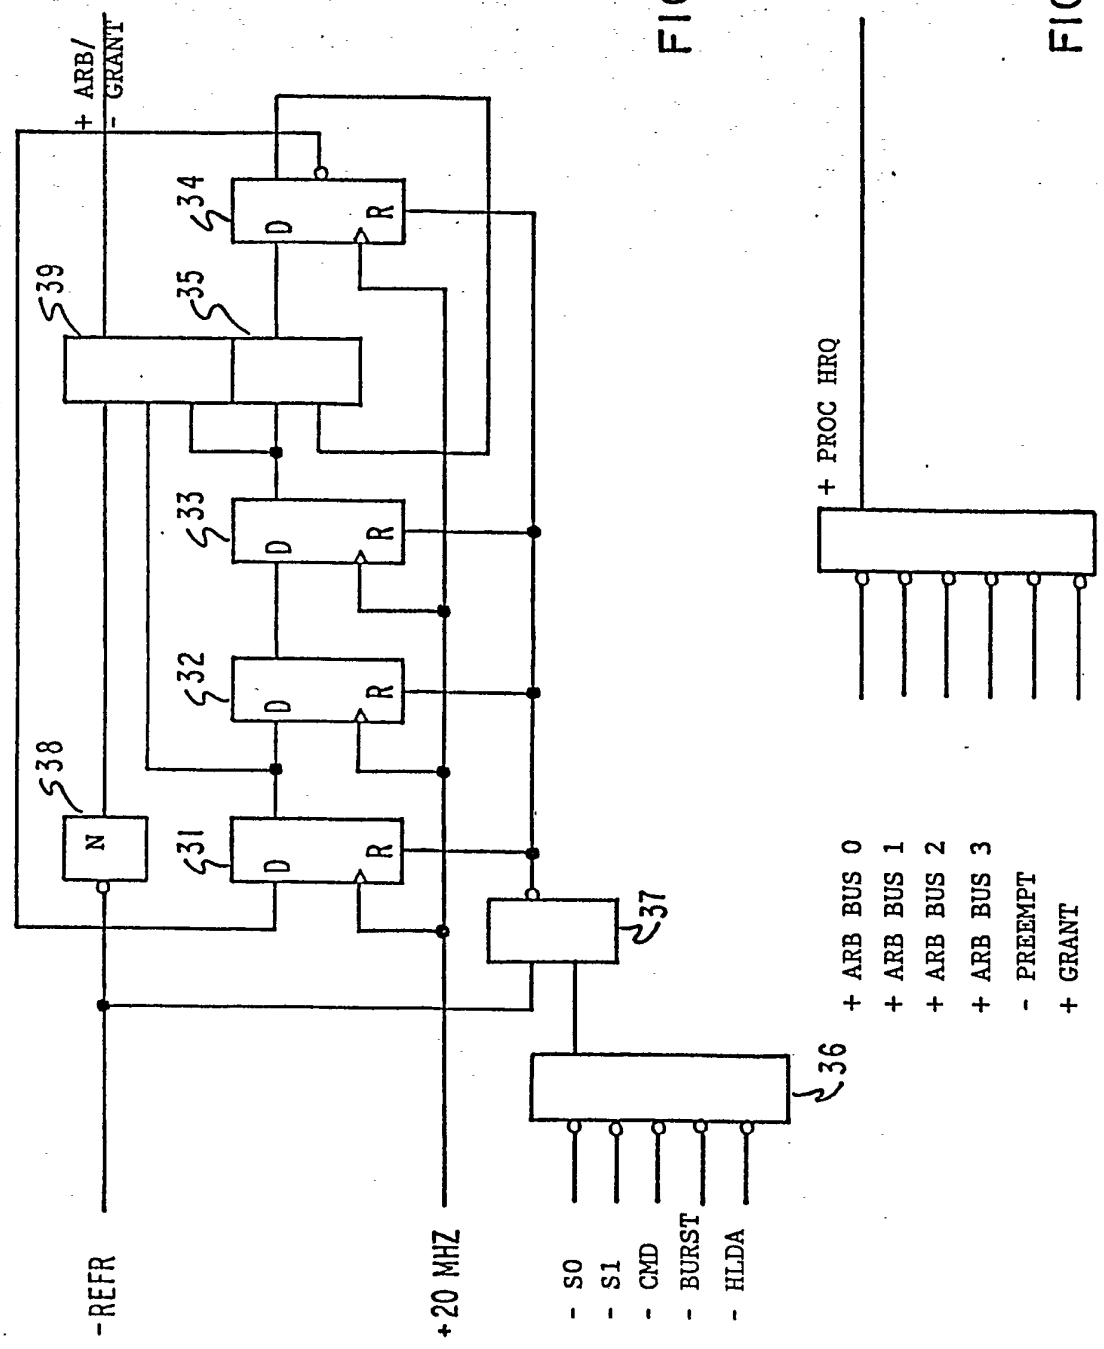 + ARB/
- GRANT
39
35
34
38
33
32
31
D
R
D
R
D
R
D
R
N
37
36
-REFR
+20 MHZ
- S0
- S1
- CMD
- BURST
- HLDA
FIG
+ PROC HRQ
+ ARB BUS 0
+ ARB BUS 1
+ ARB BUS 2
+ ARB BUS 3
- PREEMPT
+ GRANT
FIG